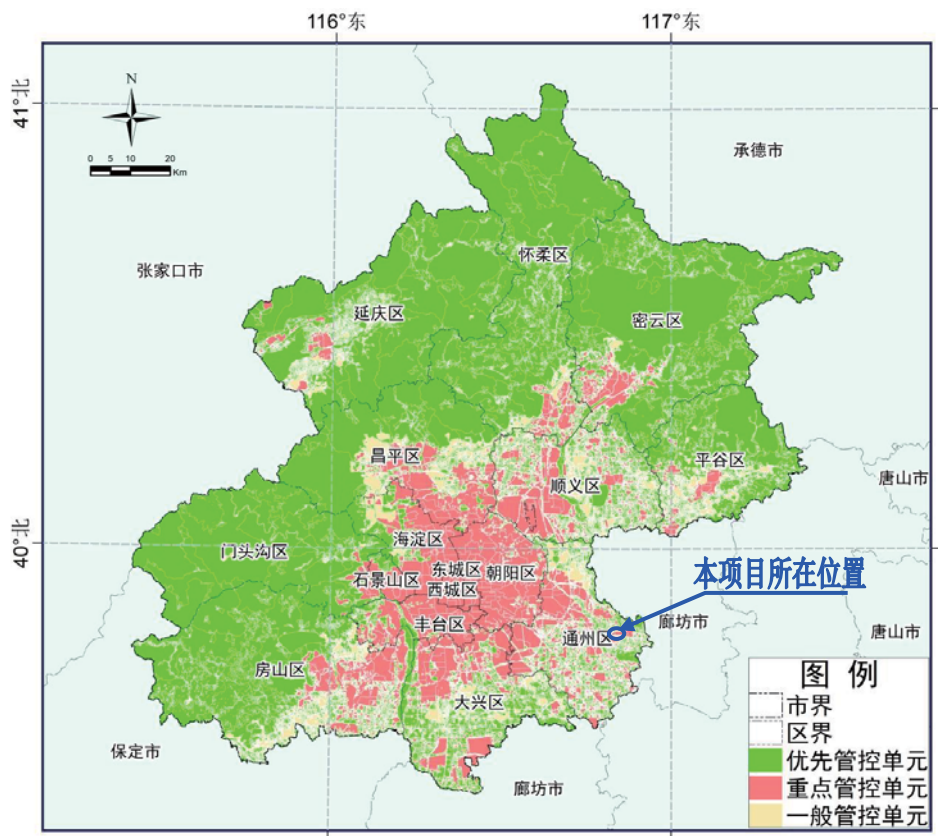 116°东
117°东
41°北
N
0 5 10 20
Km
承德市
怀柔区
张家口市
延庆区
密云区
昌平区
平谷区
唐山市
顺义区
40°北
海淀区
门头沟区
东城区
朝阳区
石景山区
西城区
本项目所在位置
丰台区
通州区
廊坊市
唐山市
房山区
大兴区
保定市
廊坊市
图 例
市界
区界
优先管控单元
重点管控单元
一般管控单元